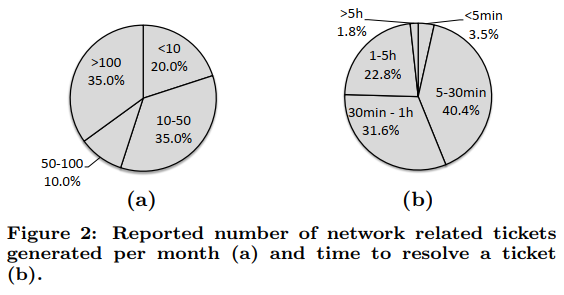 <10
20.0%
10-50
35.0%
50-100
10.0%
>100
35.0%
(a)
<5min
3.5%
5-30min
40.4%
30min - 1h
31.6%
1-5h
22.8%
>5h
1.8%
(b)
Figure 2: Reported number of network related tickets
generated per month (a) and time to resolve a ticket
(b).